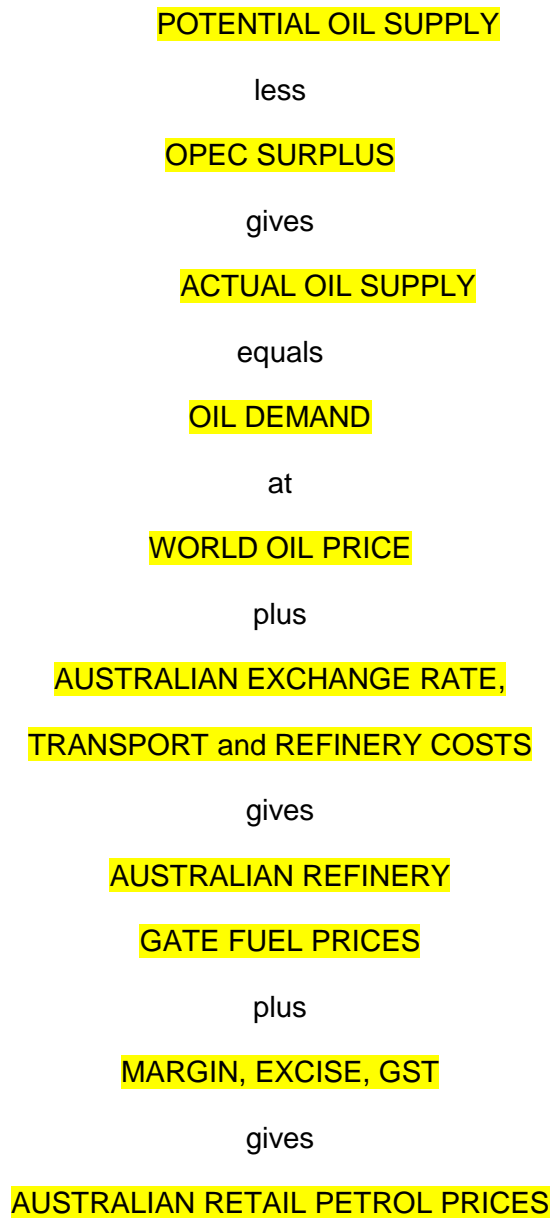 POTENTIAL OIL SUPPLY
less
OPEC SURPLUS
gives
ACTUAL OIL SUPPLY
equals
OIL DEMAND
at
WORLD OIL PRICE
plus
AUSTRALIAN EXCHANGE RATE,
TRANSPORT and REFINERY COSTS
gives
AUSTRALIAN REFINERY
GATE FUEL PRICES
plus
MARGIN, EXCISE, GST
gives
AUSTRALIAN RETAIL PETROL PRICES